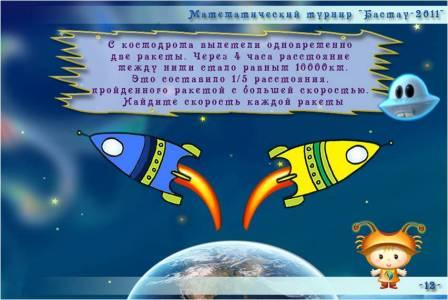 Математический турнир "Бастау-2011"
С костодрома вылетели одновременно
две ракеты. Через 4 часа расстояние
между ними стало равным 10000км.
Это составило 1/5 расстояния,
пройденного ракетой с большей скоростью.
Найдите скорость каждой ракеты
-13-